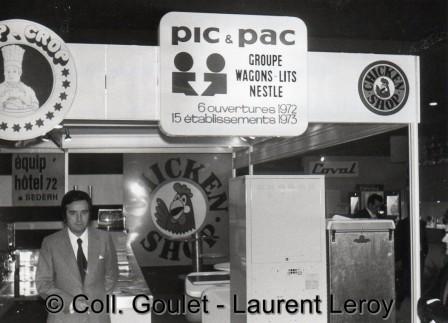 P CROP
pic & pac
GROUPE
WAGONS-LITS
NESTLE
6 ouvertures 1972
15 établissements 1973
CHICKEN
SHOP
équip'
hôtel 72
SEDERH
CHICKEN
SHOP
Coval
© Coll. Goulet - Laurent Leroy